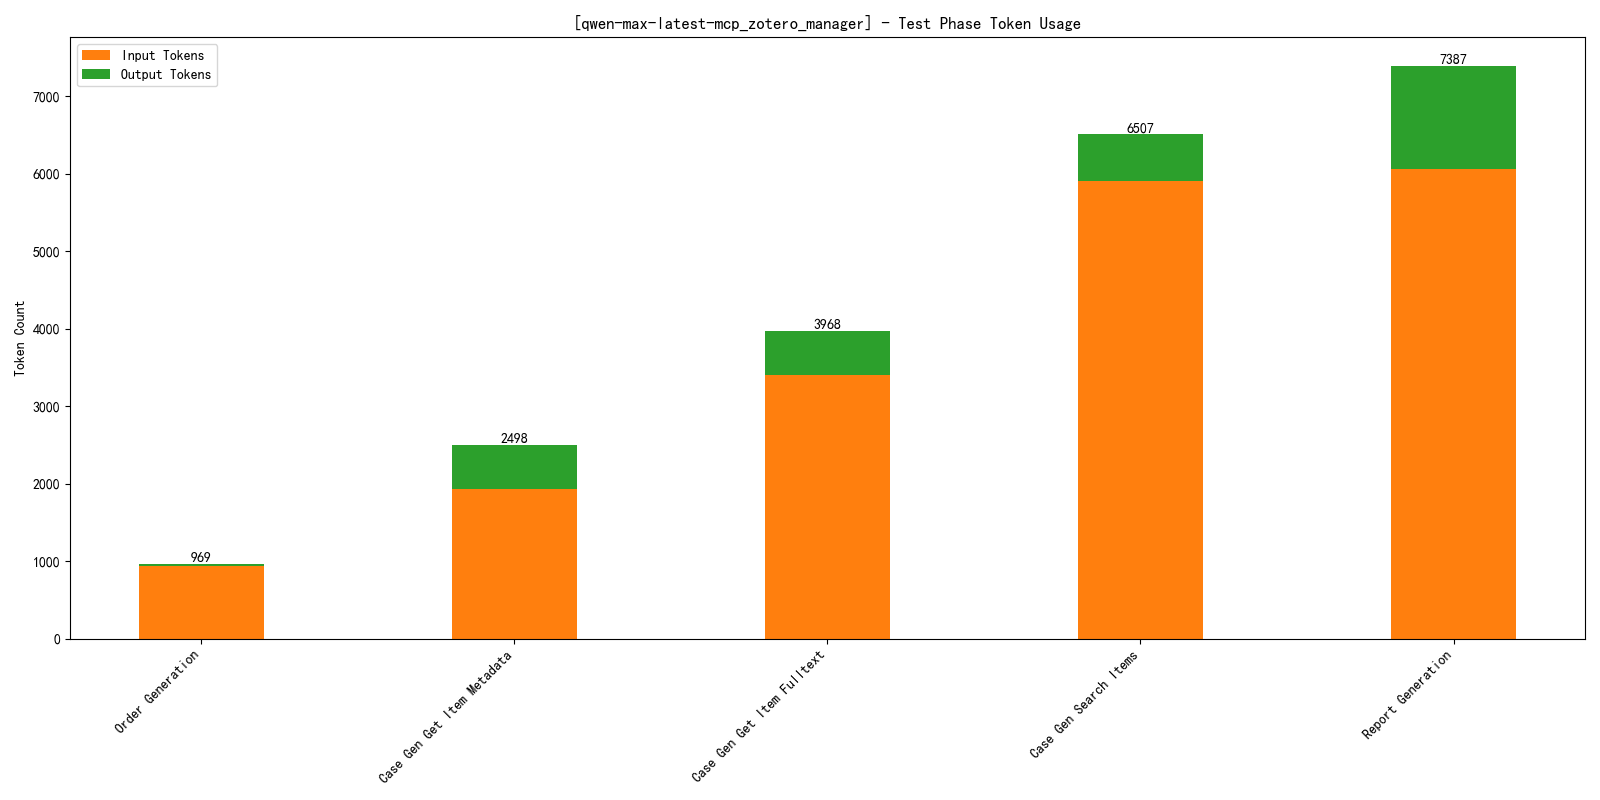 [qwen-max-latest-mcp_zotero_manager] - Test Phase Token Usage
Input Tokens
Output Tokens
Token Count
7000
6000
5000
4000
3000
2000
1000
0
969
2498
3968
6507
7387
Order Generation
Case Gen Get Item Metadata
Case Gen Get Item Fulltext
Case Gen Search Items
Report Generation